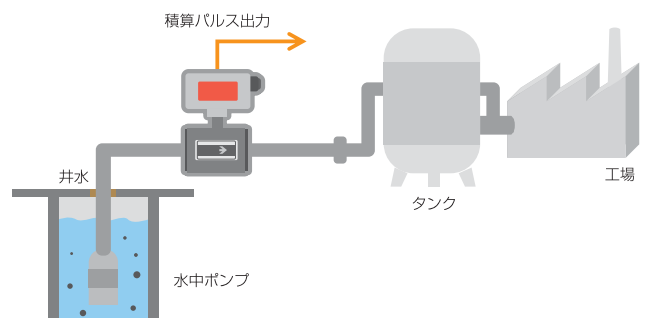 積算パルス出力
井水
タンク
工場
水中ポンプ